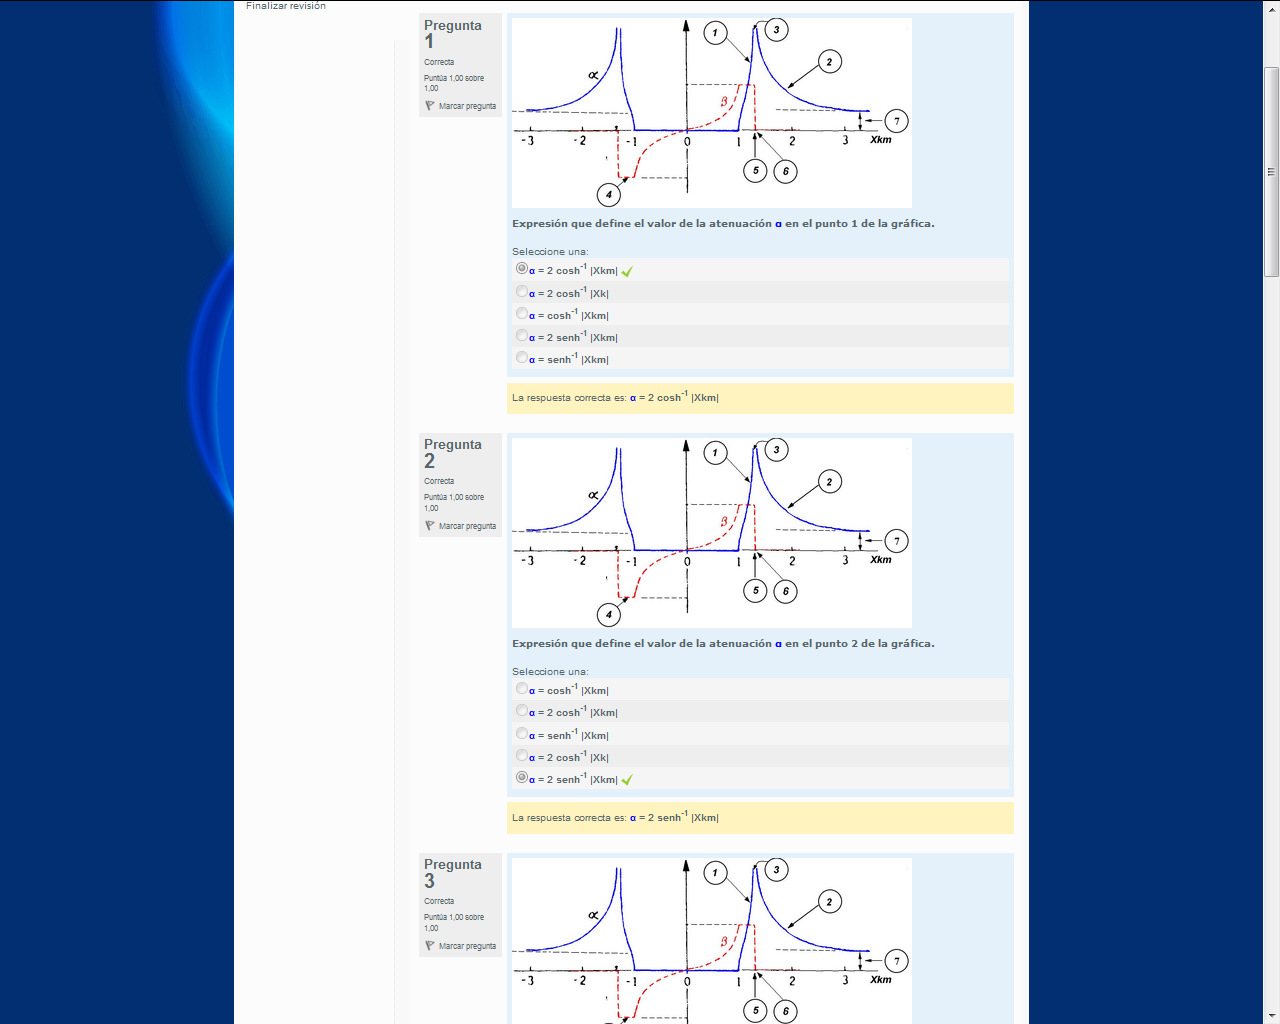 Finalizar revisión
Pregunta
1
Correcta
Puntúa 1,00 sobre
1,00
Marcar pregunta
1
3
2
α
β
7
-3
-2
-1
0
1
2
3
Xkm
5
6
4
Expresión que define el valor de la atenuación α en el punto 1 de la gráfica.
Seleccione una:
α = 2 cosh-1 |Xkm|
α = 2 cosh-1 |Xk|
α = cosh-1 |Xkm|
α = 2 senh-1 |Xkm|
α = senh-1 |Xkm|
La respuesta correcta es: α = 2 cosh-1 |Xkm|
Pregunta
2
Correcta
Puntúa 1,00 sobre
1,00
Marcar pregunta
1
3
2
α
β
7
-3
-2
-1
0
1
2
3
Xkm
5
6
4
Expresión que define el valor de la atenuación α en el punto 2 de la gráfica.
Seleccione una:
α = cosh-1 |Xkm|
α = 2 cosh-1 |Xkm|
α = senh-1 |Xkm|
α = 2 cosh-1 |Xk|
α = 2 senh-1 |Xkm|
La respuesta correcta es: α = 2 senh-1 |Xkm|
Pregunta
3
Correcta
Puntúa 1,00 sobre
1,00
Marcar pregunta
1
3
2
α
β
7
-3
-2
-1
0
1
2
3
Xkm
5
6